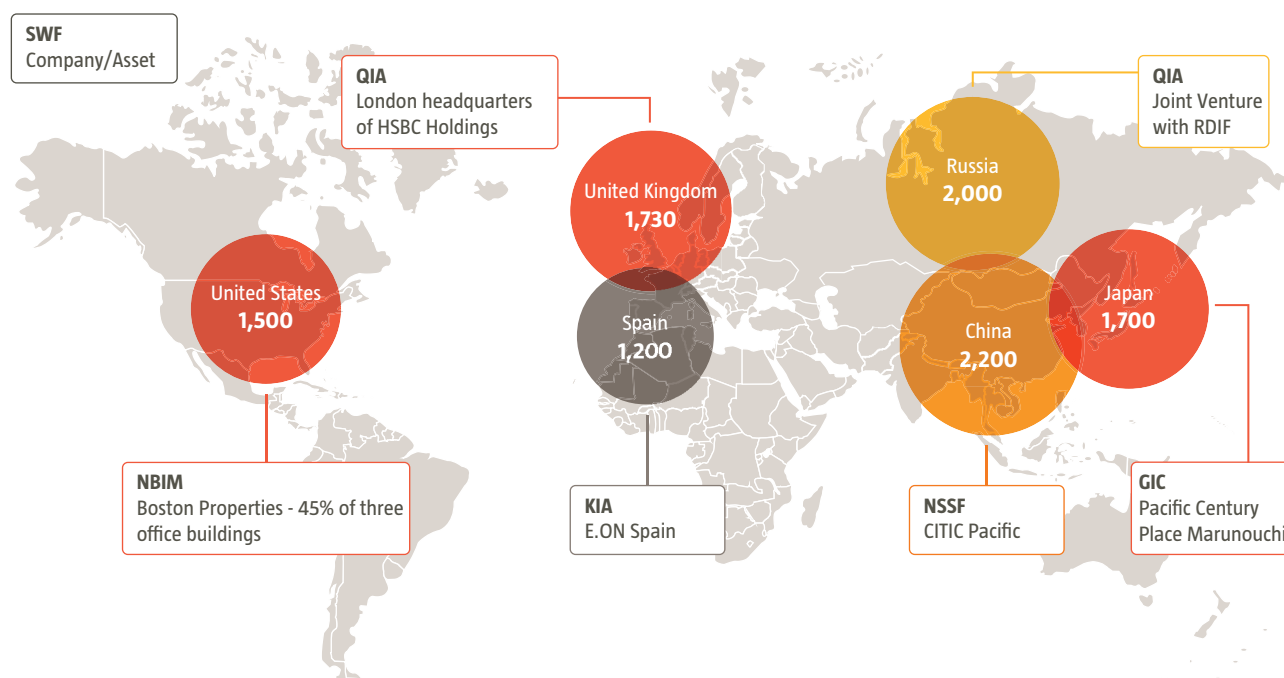 SWF
Company/Asset
QIA
London headquarters
of HSBC Holdings
QIA
Joint Venture
with RDIF
United Kingdom
1,730
Russia
2,000
United States
1,500
Spain
1,200
China
2,200
Japan
1,700
NBIM
Boston Properties - 45% of three
office buildings
KIA
E.ON Spain
NSSF
CITIC Pacific
GIC
Pacific Century
Place Marunouchi